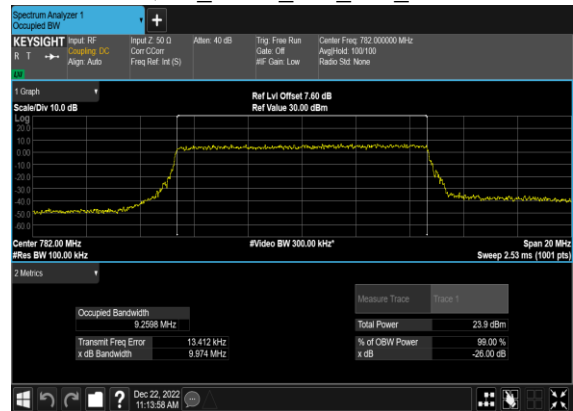 Spectrum Analyzer 1
Occupied BW
+
KEYSIGHT Input: RF Input Z: 50 Ω Atten: 40 dB Trig: Free Run Center Freq: 782.000000 MHz
R T Coupling: DC Corr CCorr Gate: Off Avg|Hold: 100/100
Align: Auto Freq Ref: Int (S) #IF Gain: Low Radio Std: None
1 Graph
Ref Lvl Offset 7.60 dB
Scale/Div 10.0 dB Ref Value 30.00 dBm
Log
20.0
10.0
0.00
-10.0
-20.0
-30.0
-40.0
-50.0
-60.0
Center 782.00 MHz #Video BW 300.00 kHz* Span 20 MHz
#Res BW 100.00 kHz Sweep 2.53 ms (1001 pts)
2 Metrics
Measure Trace Trace 1
Occupied Bandwidth
9.2598 MHz Total Power 23.9 dBm
Transmit Freq Error 13.412 kHz % of OBW Power 99.00 %
x dB Bandwidth 9.974 MHz x dB -26.00 dB
? Dec 22, 2022
11:13:58 AM